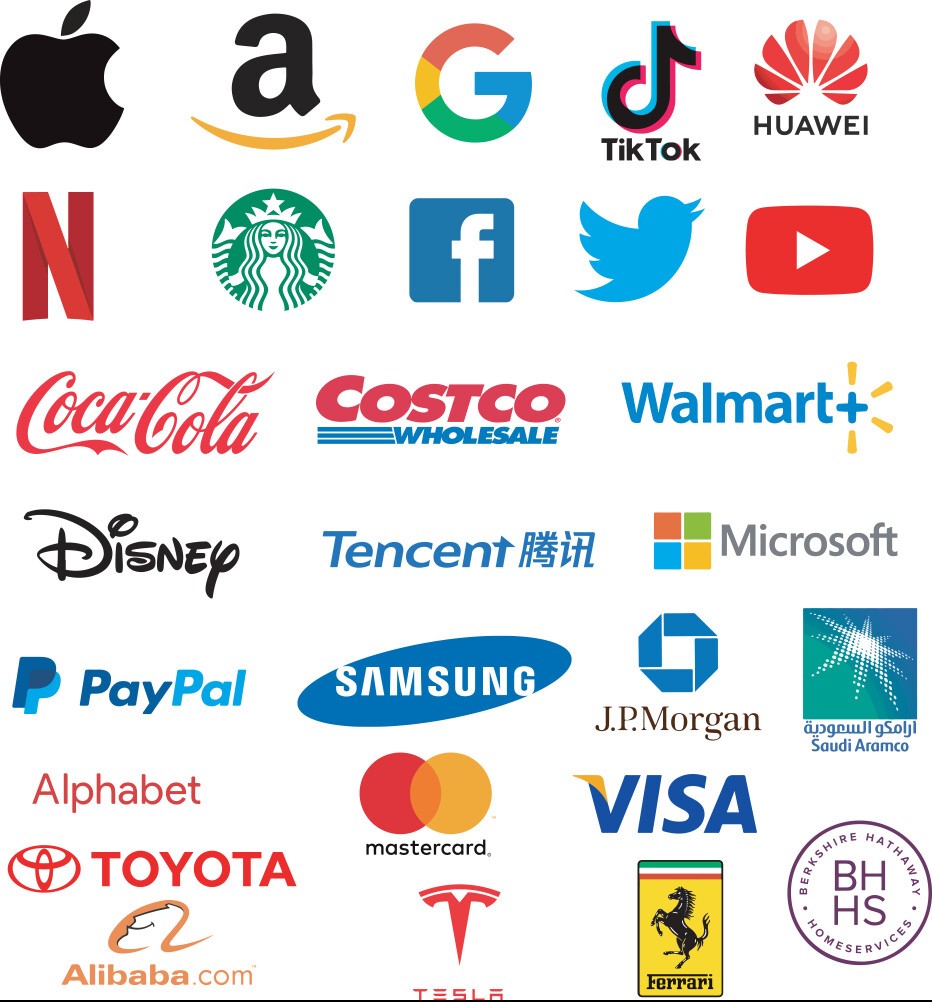 a
G
TikTok
HUAWEI
N
f
Coca-Cola
COSTCO
WHOLESALE
Walmart+
Disney
Tencent 腾讯
Microsoft
P PayPal
SAMSUNG
J.P.Morgan
أرامكو السعودية
Saudi Aramco
Alphabet
mastercard.
VISA
TOYOTA
Alibaba.com
TESLA
Ferrari
BERKSHIRE HATHAWAY
BH
HS
HOMESERVICES